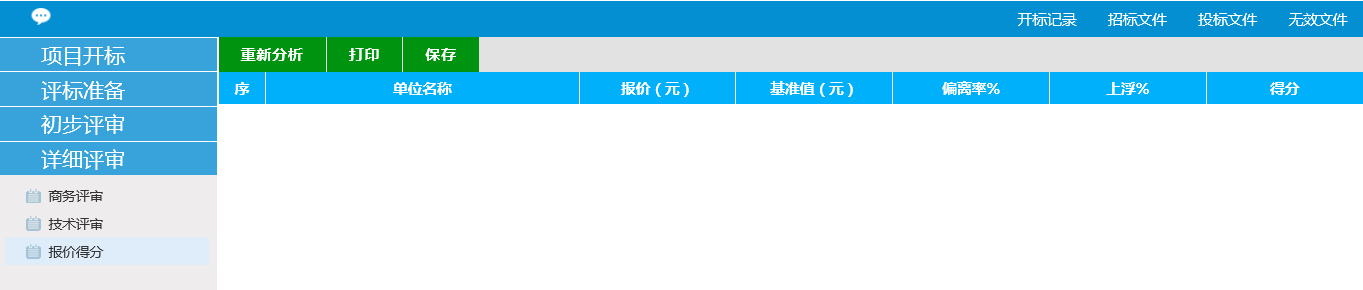 开标记录 招标文件 投标文件 无效文件
项目开标
重新分析 打印 保存
评标准备
序 单位名称 报价（元） 基准值（元） 偏离率% 上浮% 得分
初步评审
详细评审
商务评审
技术评审
报价得分